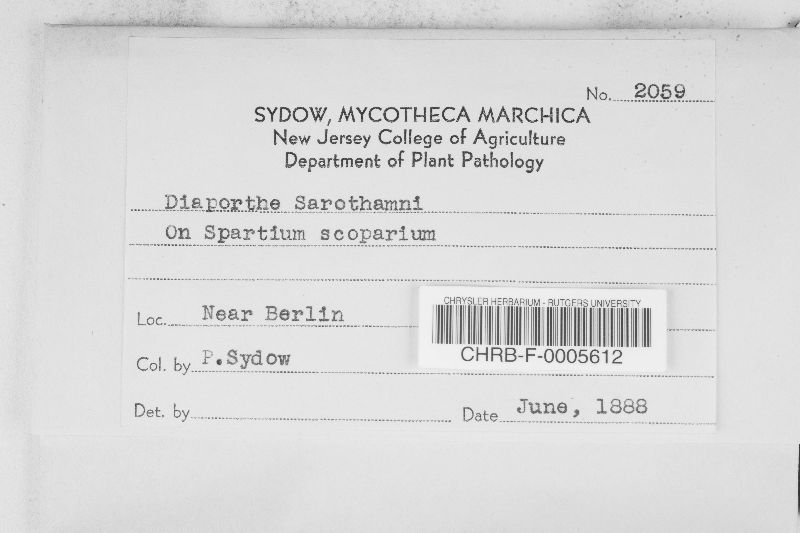 No. 2059
SYDOW, MYCOTHECA MARCHICA
New Jersey College of Agriculture
Department of Plant Pathology
Diaporthe Sarothamni
On Spartium scoparium
Loc. Near Berlin
CHRYSLER HERBARIUM - RUTGERS UNIVERSITY
CHRB-F-0005612
Col. by P.Sydow
Det. by
Date June, 1888